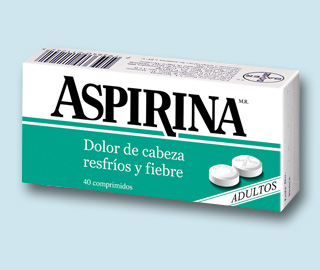 ASPIRINA
M.R.
Dolor de cabeza
resfríos y fiebre
40 comprimidos
ADULTOS